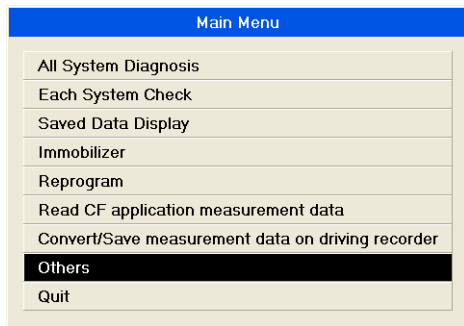 Main Menu
All System Diagnosis
Each System Check
Saved Data Display
Immobilizer
Reprogram
Read CF application measurement data
Convert/Save measurement data on driving recorder
Others
Quit